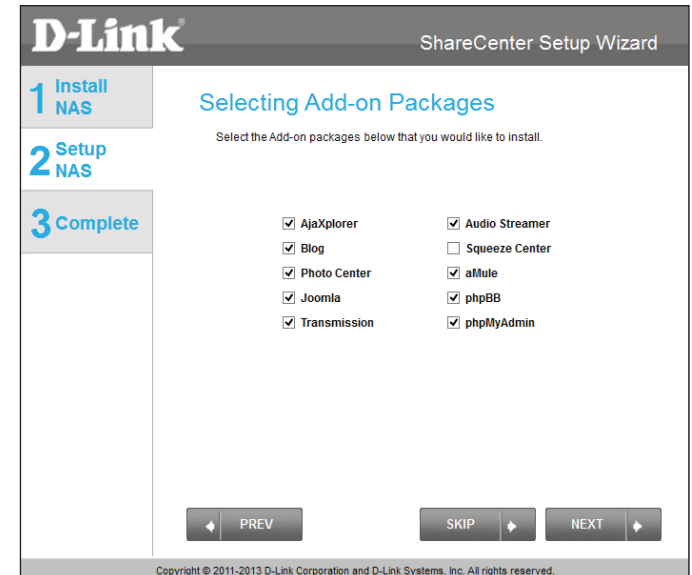 D-Link®
ShareCenter Setup Wizard
1 Install NAS
2 Setup NAS
3 Complete
Selecting Add-on Packages
Select the Add-on packages below that you would like to install.
AjaXplorer
Audio Streamer
Blog
Squeeze Center
Photo Center
aMule
Joomla
phpBB
Transmission
phpMyAdmin
PREV
SKIP
NEXT
Copyright © 2011-2013 D-Link Corporation and D-Link Systems, Inc. All rights reserved.